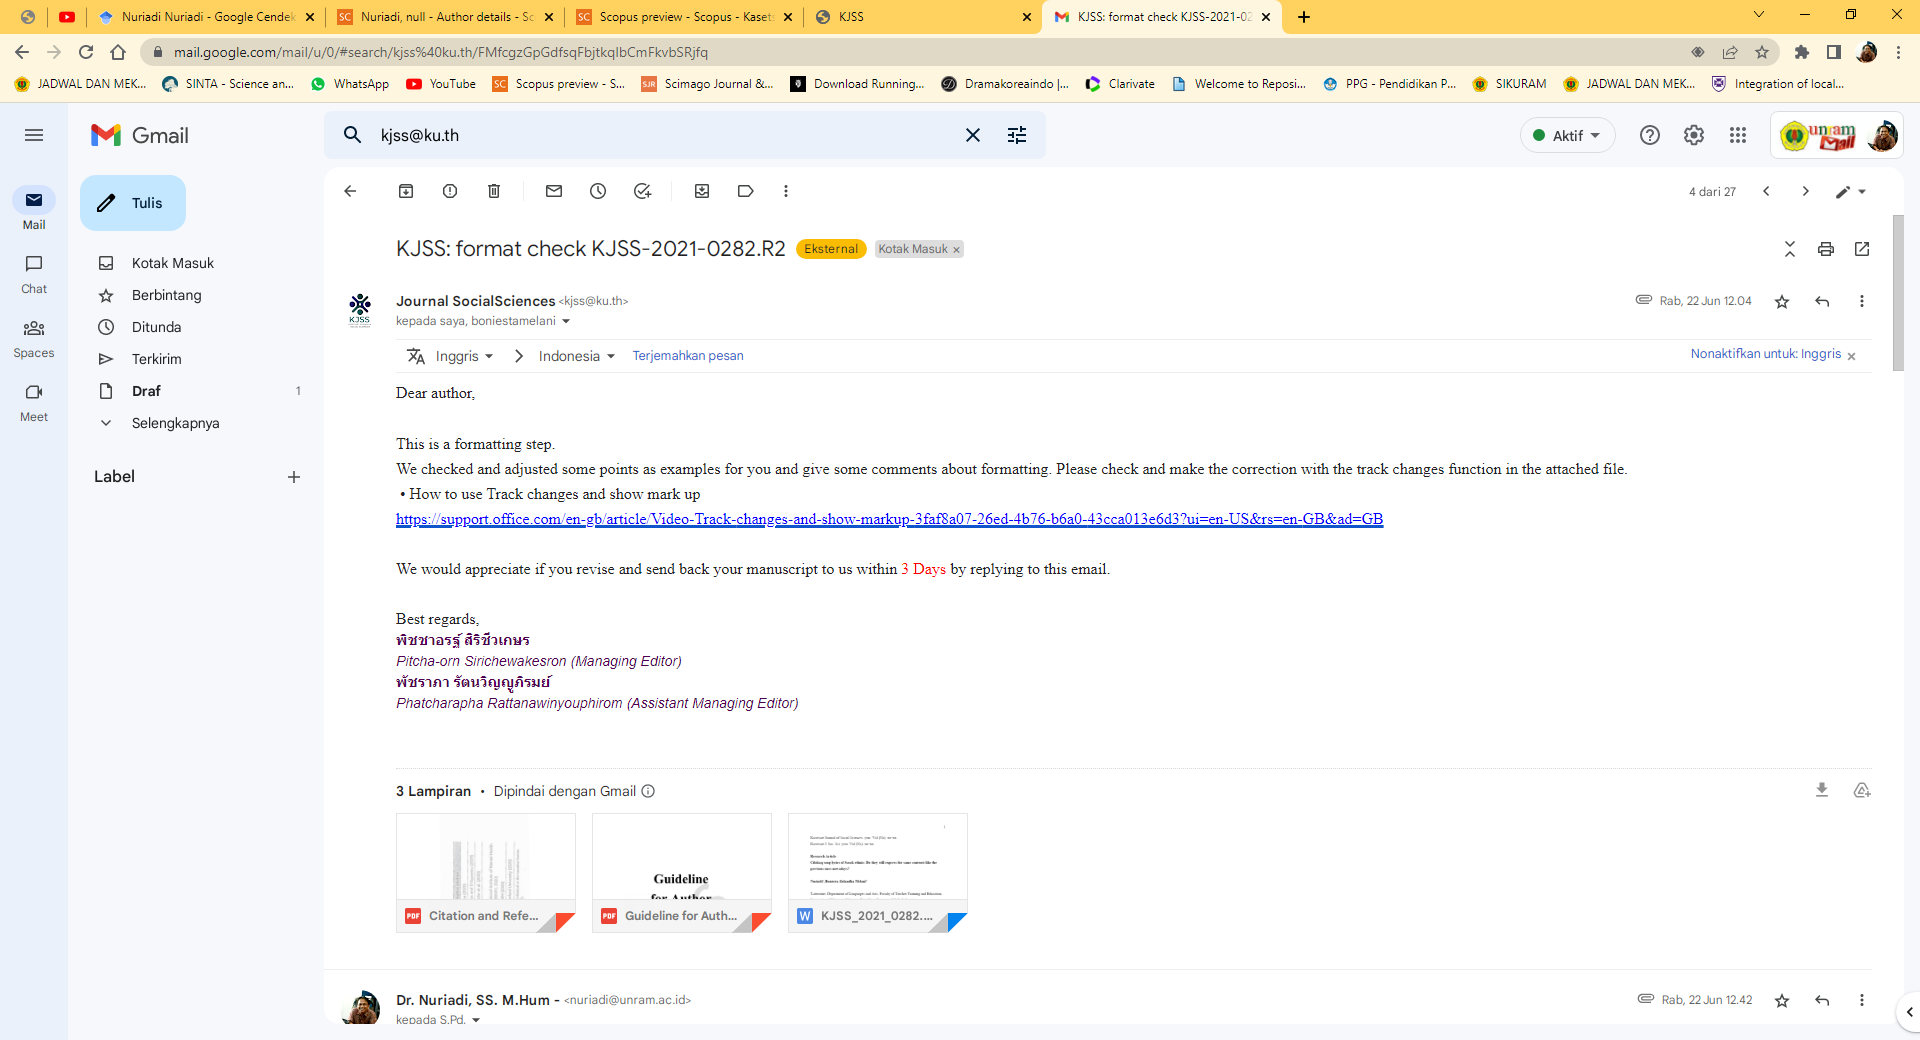 Nuriadi Nuriadi - Google Cendek
Nuriadi, null - Author details - Sc
Scopus preview - Scopus - Kaset
KJSS
KJSS: format check KJSS-2021-02
mail.google.com/mail/u/0/#search/kjss%40ku.th/FMfcgzGpGdfsqFbjtkqlbCmFkvbSRjfq
JADWAL DAN MEK...
SINTA - Science an...
WhatsApp
YouTube
Scopus preview - S...
Scimago Journal &...
Download Running...
Dramakoreaindo |...
Clarivate
Welcome to Reposi...
PPG - Pendidikan P...
SIKURAM
JADWAL DAN MEK...
Integration of local...
Gmail
kjss@ku.th
Aktif
unram
Mail
Tulis
Mail
Chat
Spaces
Meet
Kotak Masuk
Berbintang
Ditunda
Terkirim
Draf 1
Selengkapnya
Label
4 dari 27
KJSS: format check KJSS-2021-0282.R2 Eksternal Kotak Masuk
KJSS
Journal SocialSciences <kjss@ku.th> Rab, 22 Jun 12.04
kepada saya, boniestamelani
Inggris Indonesia Terjemahkan pesan Nonaktifkan untuk: Inggris
Dear author,
This is a formatting step.
We checked and adjusted some points as examples for you and give some comments about formatting. Please check and make the correction with the track changes function in the attached file.
• How to use Track changes and show mark up
https://support.office.com/en-gb/article/Video-Track-changes-and-show-markup-3faf8a07-26ed-4b76-b6a0-43cca013e6d3?ui=en-US&rs=en-GB&ad=GB
We would appreciate if you revise and send back your manuscript to us within 3 Days by replying to this email.
Best regards,
พิชชาอรฐ์ สิริชีวเกษร
Pitcha-orn Sirichewakesron (Managing Editor)
พัชราภา รัตนวิญญูภิรมย์
Phatcharapha Rattanawinyouphirom (Assistant Managing Editor)
3 Lampiran • Dipindai dengan Gmail
Guideline
for Author
Research article
PDF Citation and Refe...
PDF Guideline for Auth...
W KJSS_2021_0282....
Dr. Nuriadi, SS. M.Hum - <nuriadi@unram.ac.id> Rab, 22 Jun 12.42
kepada S.Pd.